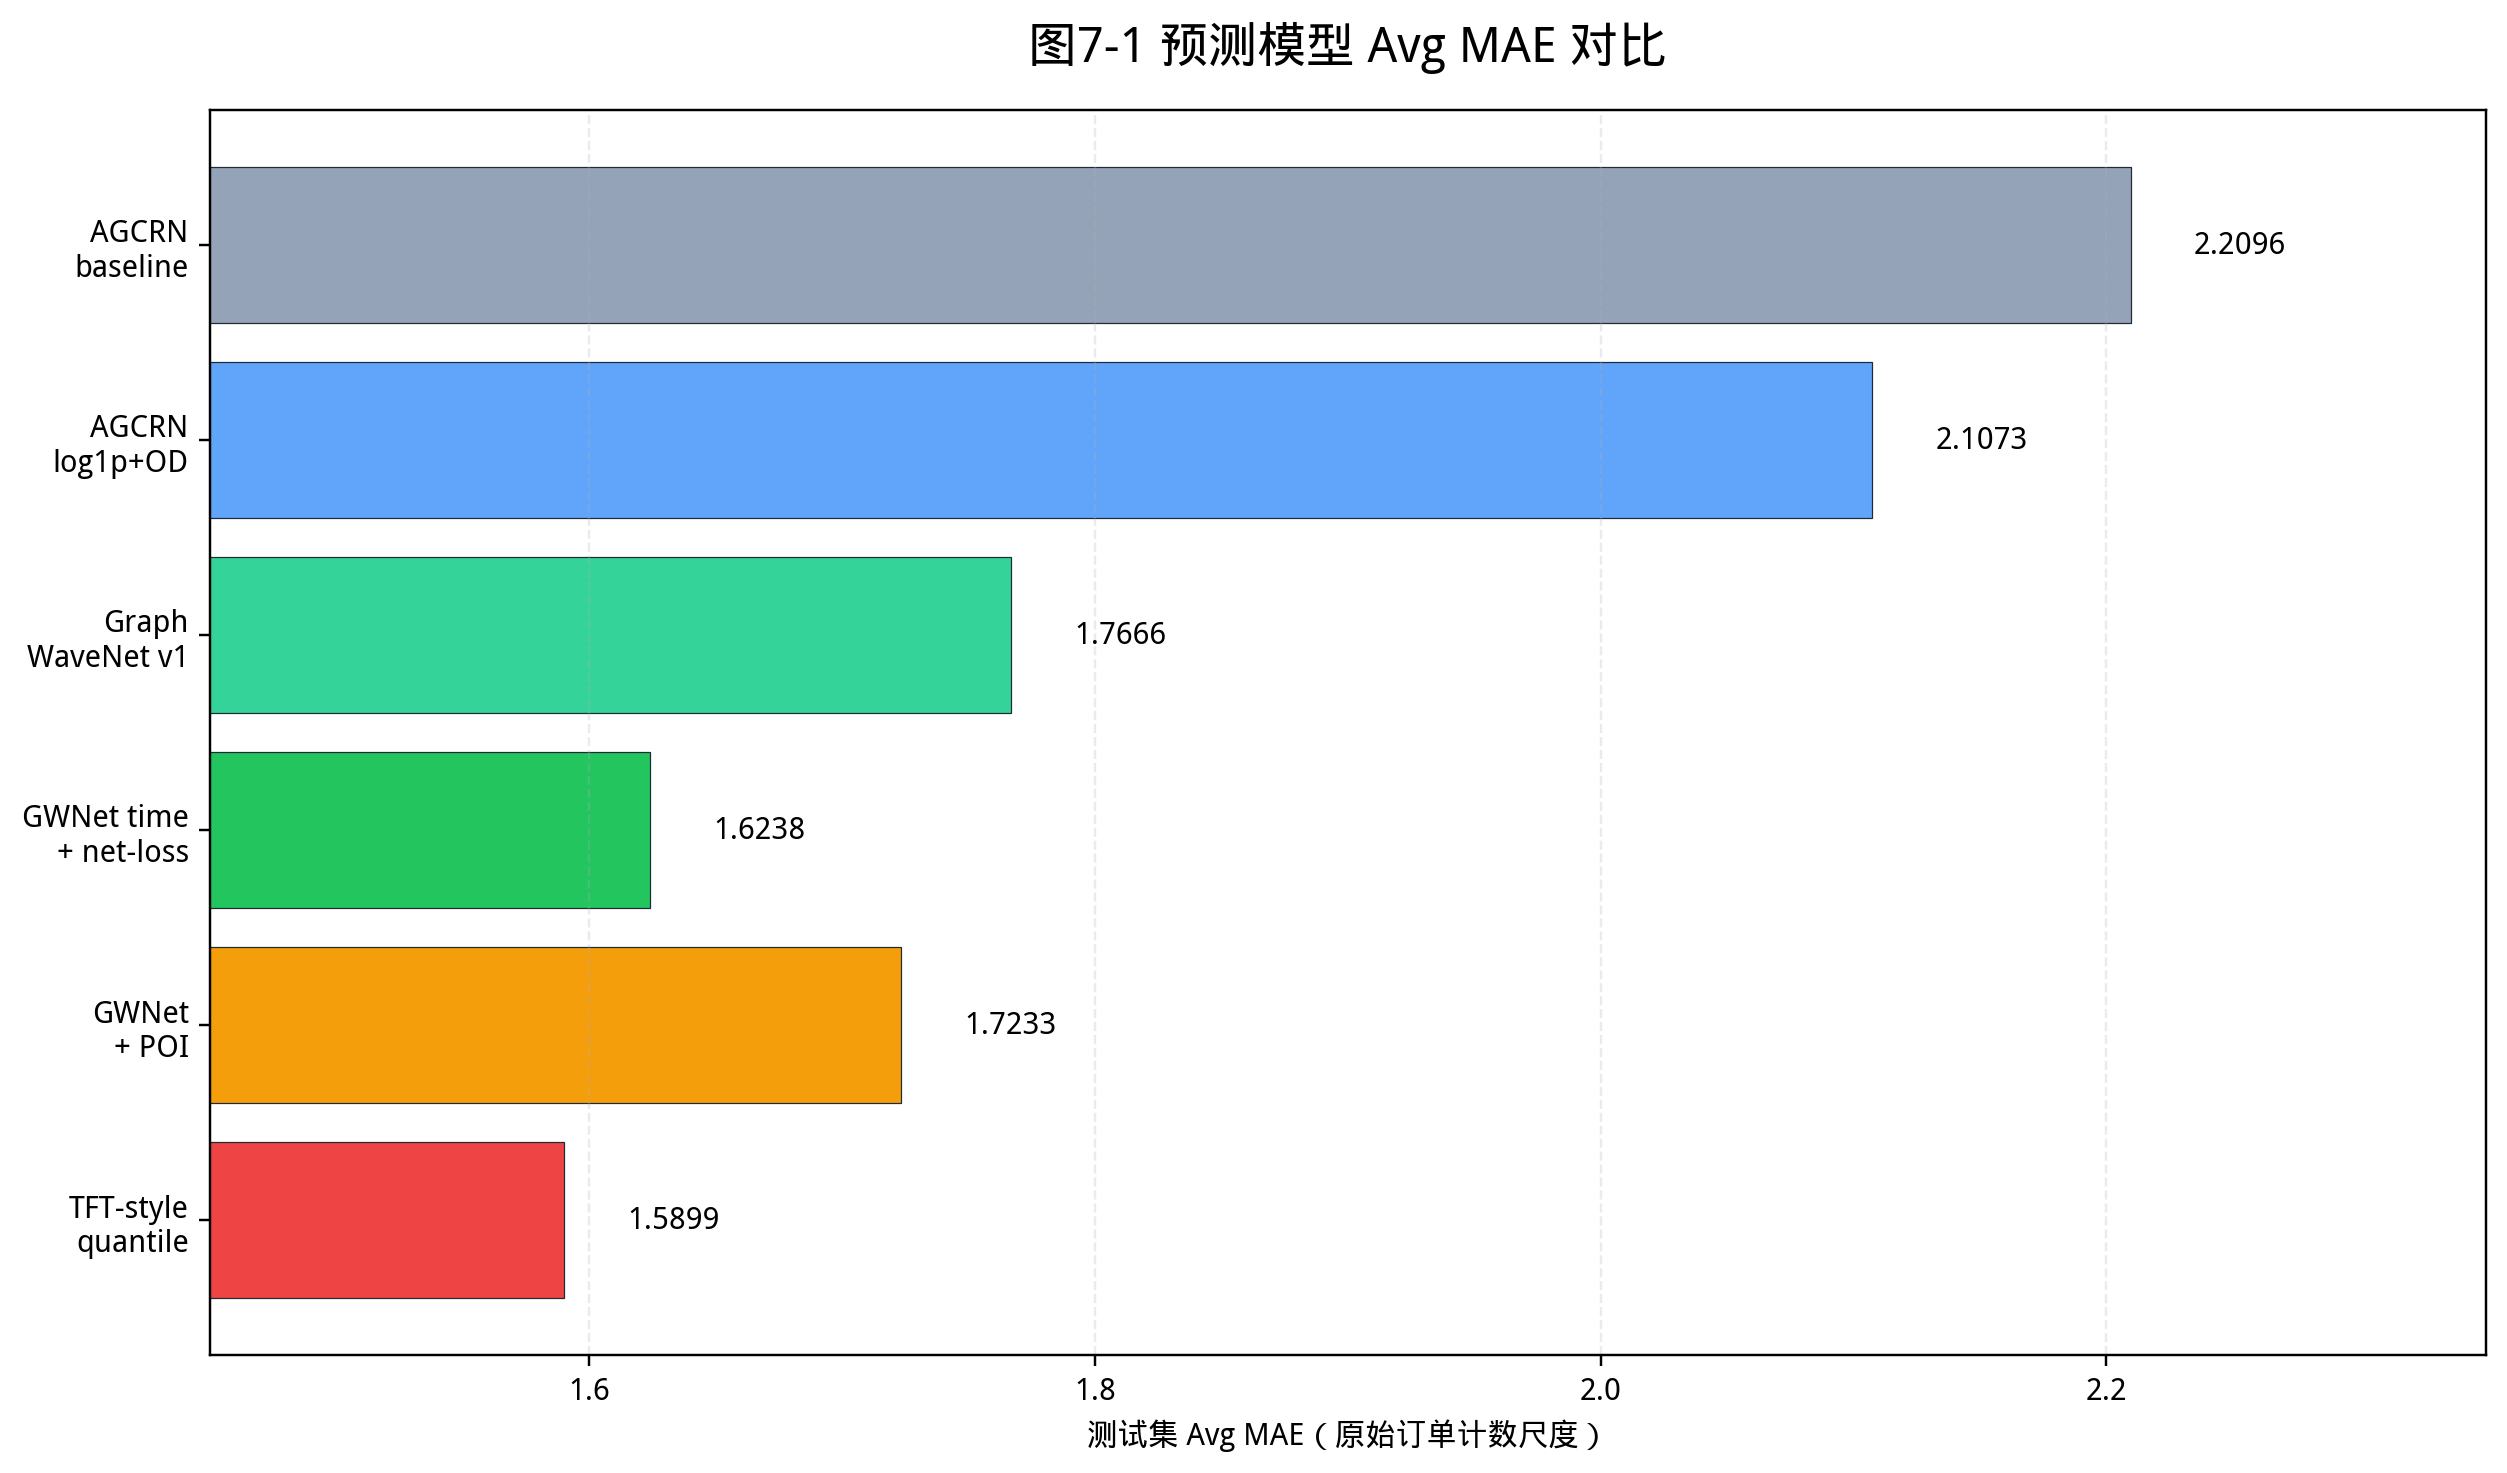 图7-1 预测模型 Avg MAE 对比
AGCRN
baseline
2.2096
AGCRN
log1p+OD
2.1073
Graph
WaveNet v1
1.7666
GWNet time
+ net-loss
1.6238
GWNet
+ POI
1.7233
TFT-style
quantile
1.5899
1.6
1.8
2.0
2.2
测试集 Avg MAE（原始订单计数尺度）